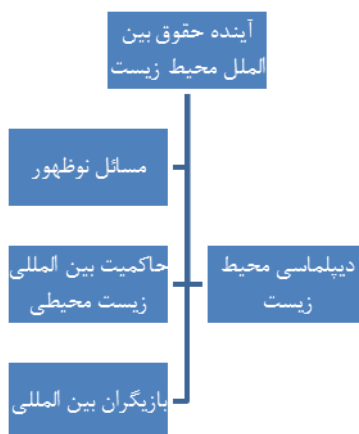 آینده حقوق بین
الملل محیط زیست
مسائل نوظهور
دیپلماسی محیط
زیست
حاکمیت بین المللی
زیست محیطی
بازیگران بین المللی